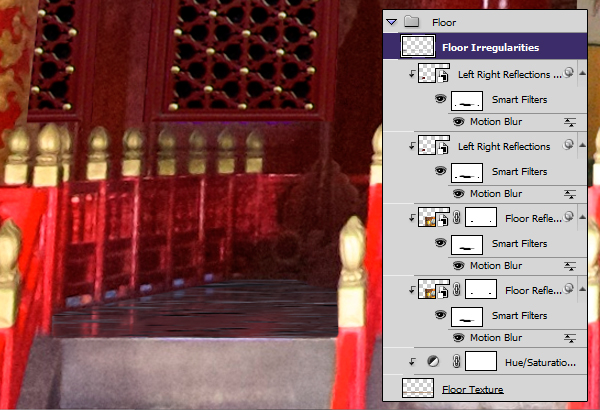 Floor
Floor Irregularities
Left Right Reflections ...
Smart Filters
Motion Blur
Left Right Reflections
Smart Filters
Motion Blur
Floor Refle...
Smart Filters
Motion Blur
Floor Refle...
Smart Filters
Motion Blur
Hue/Saturatio...
Floor Texture